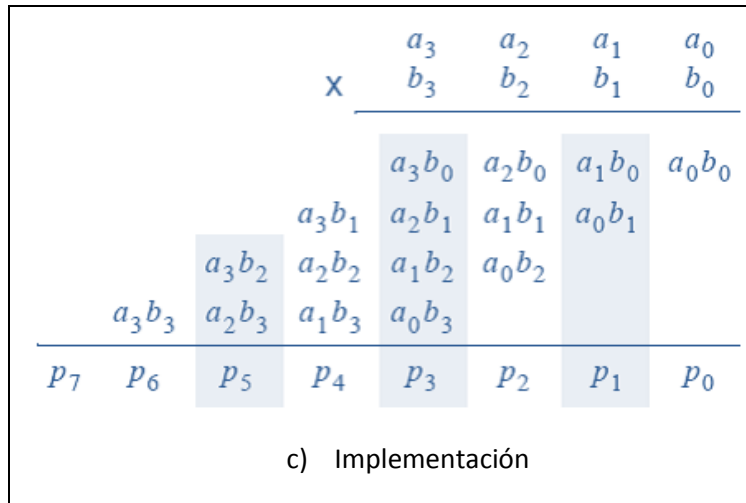 a₃ a₂ a₁ a₀
x b₃ b₂ b₁ b₀
a₃b₀ a₂b₀ a₁b₀ a₀b₀
a₃b₁ a₂b₁ a₁b₁ a₀b₁
a₃b₂ a₂b₂ a₁b₂ a₀b₂
a₃b₃ a₂b₃ a₁b₃ a₀b₃
p₇ p₆ p₅ p₄ p₃ p₂ p₁ p₀
c) Implementación